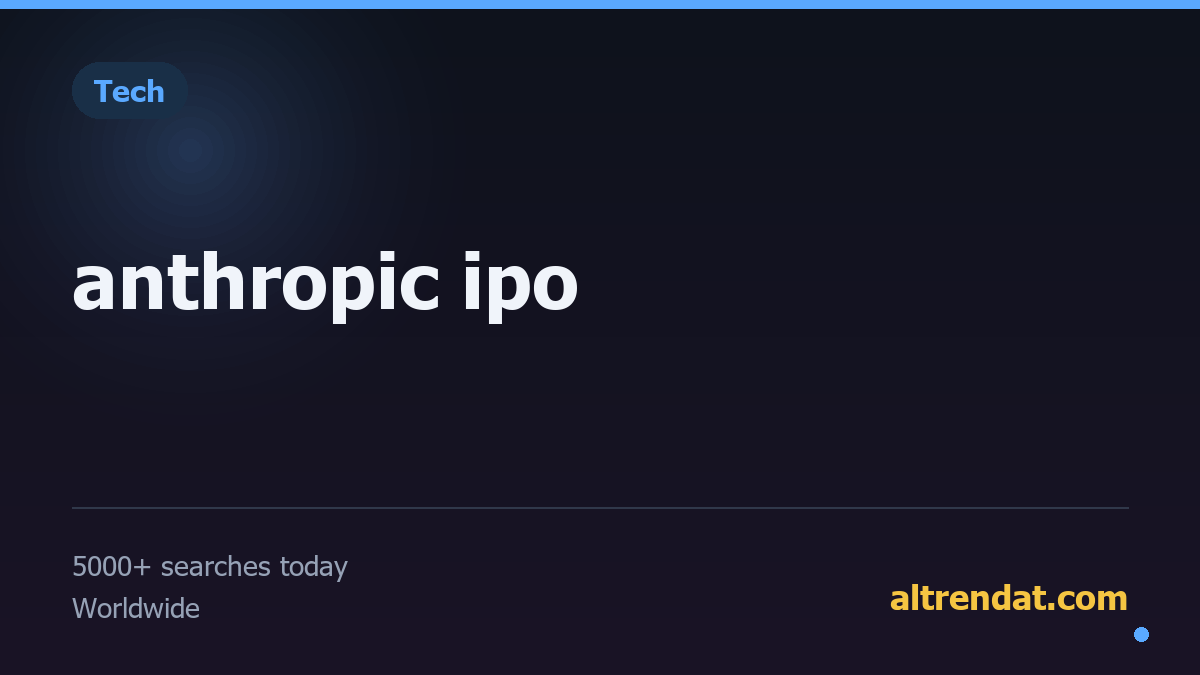 Tech
anthropic ipo
5000+ searches today
Worldwide
altrendat.com